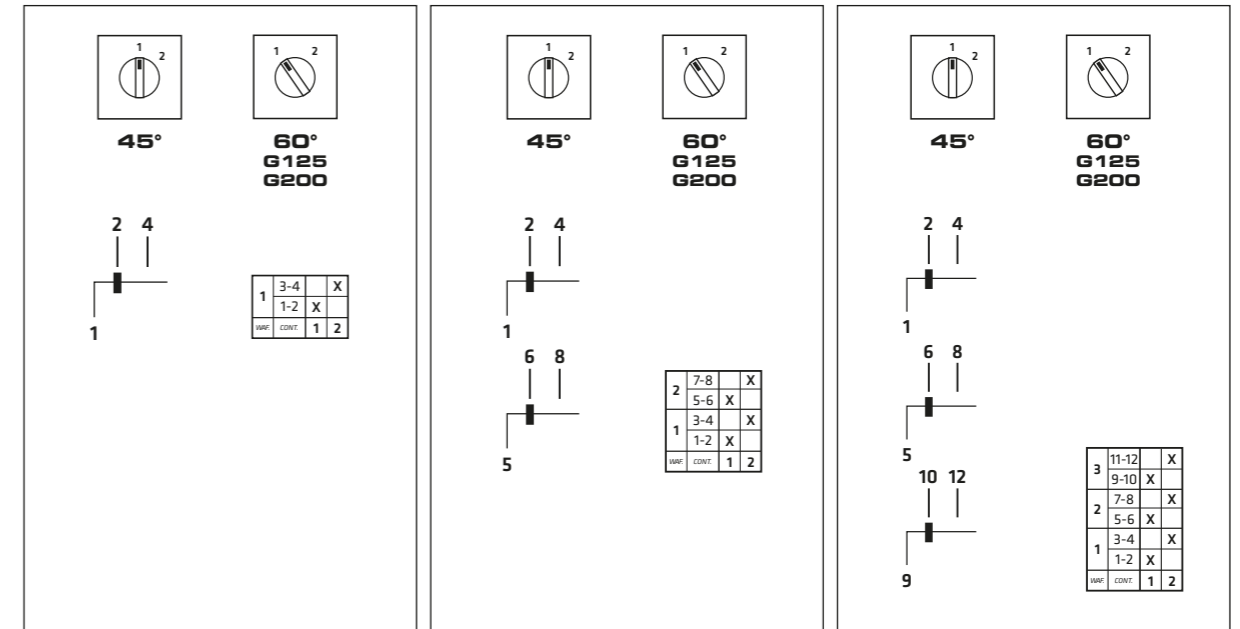 1 2
1 2
45°
60°
G125
G200
2 4
1
1 3-4 X
1-2 X
WAF. CONT. 1 2
1 2
1 2
45°
60°
G125
G200
2 4
1
6 8
5
2 7-8 X
5-6 X
1 3-4 X
1-2 X
WAF. CONT. 1 2
1 2
1 2
45°
60°
G125
G200
2 4
1
6 8
5
10 12
9
3 11-12 X
9-10 X
2 7-8 X
5-6 X
1 3-4 X
1-2 X
WAF. CONT. 1 2